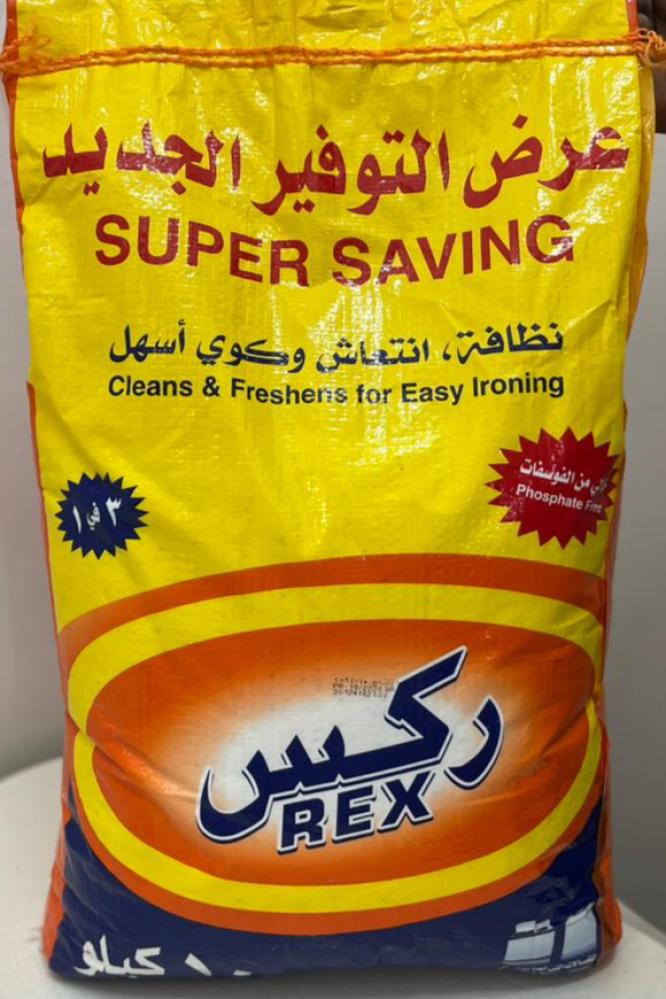 عرض التوفير الجديد
SUPER SAVING
نظافة، انتعاش وكوي أسهل
Cleans & Freshens for Easy Ironing
من الفوسفات
Phosphate Free
٣ في ١
ركس
REX
كيلو